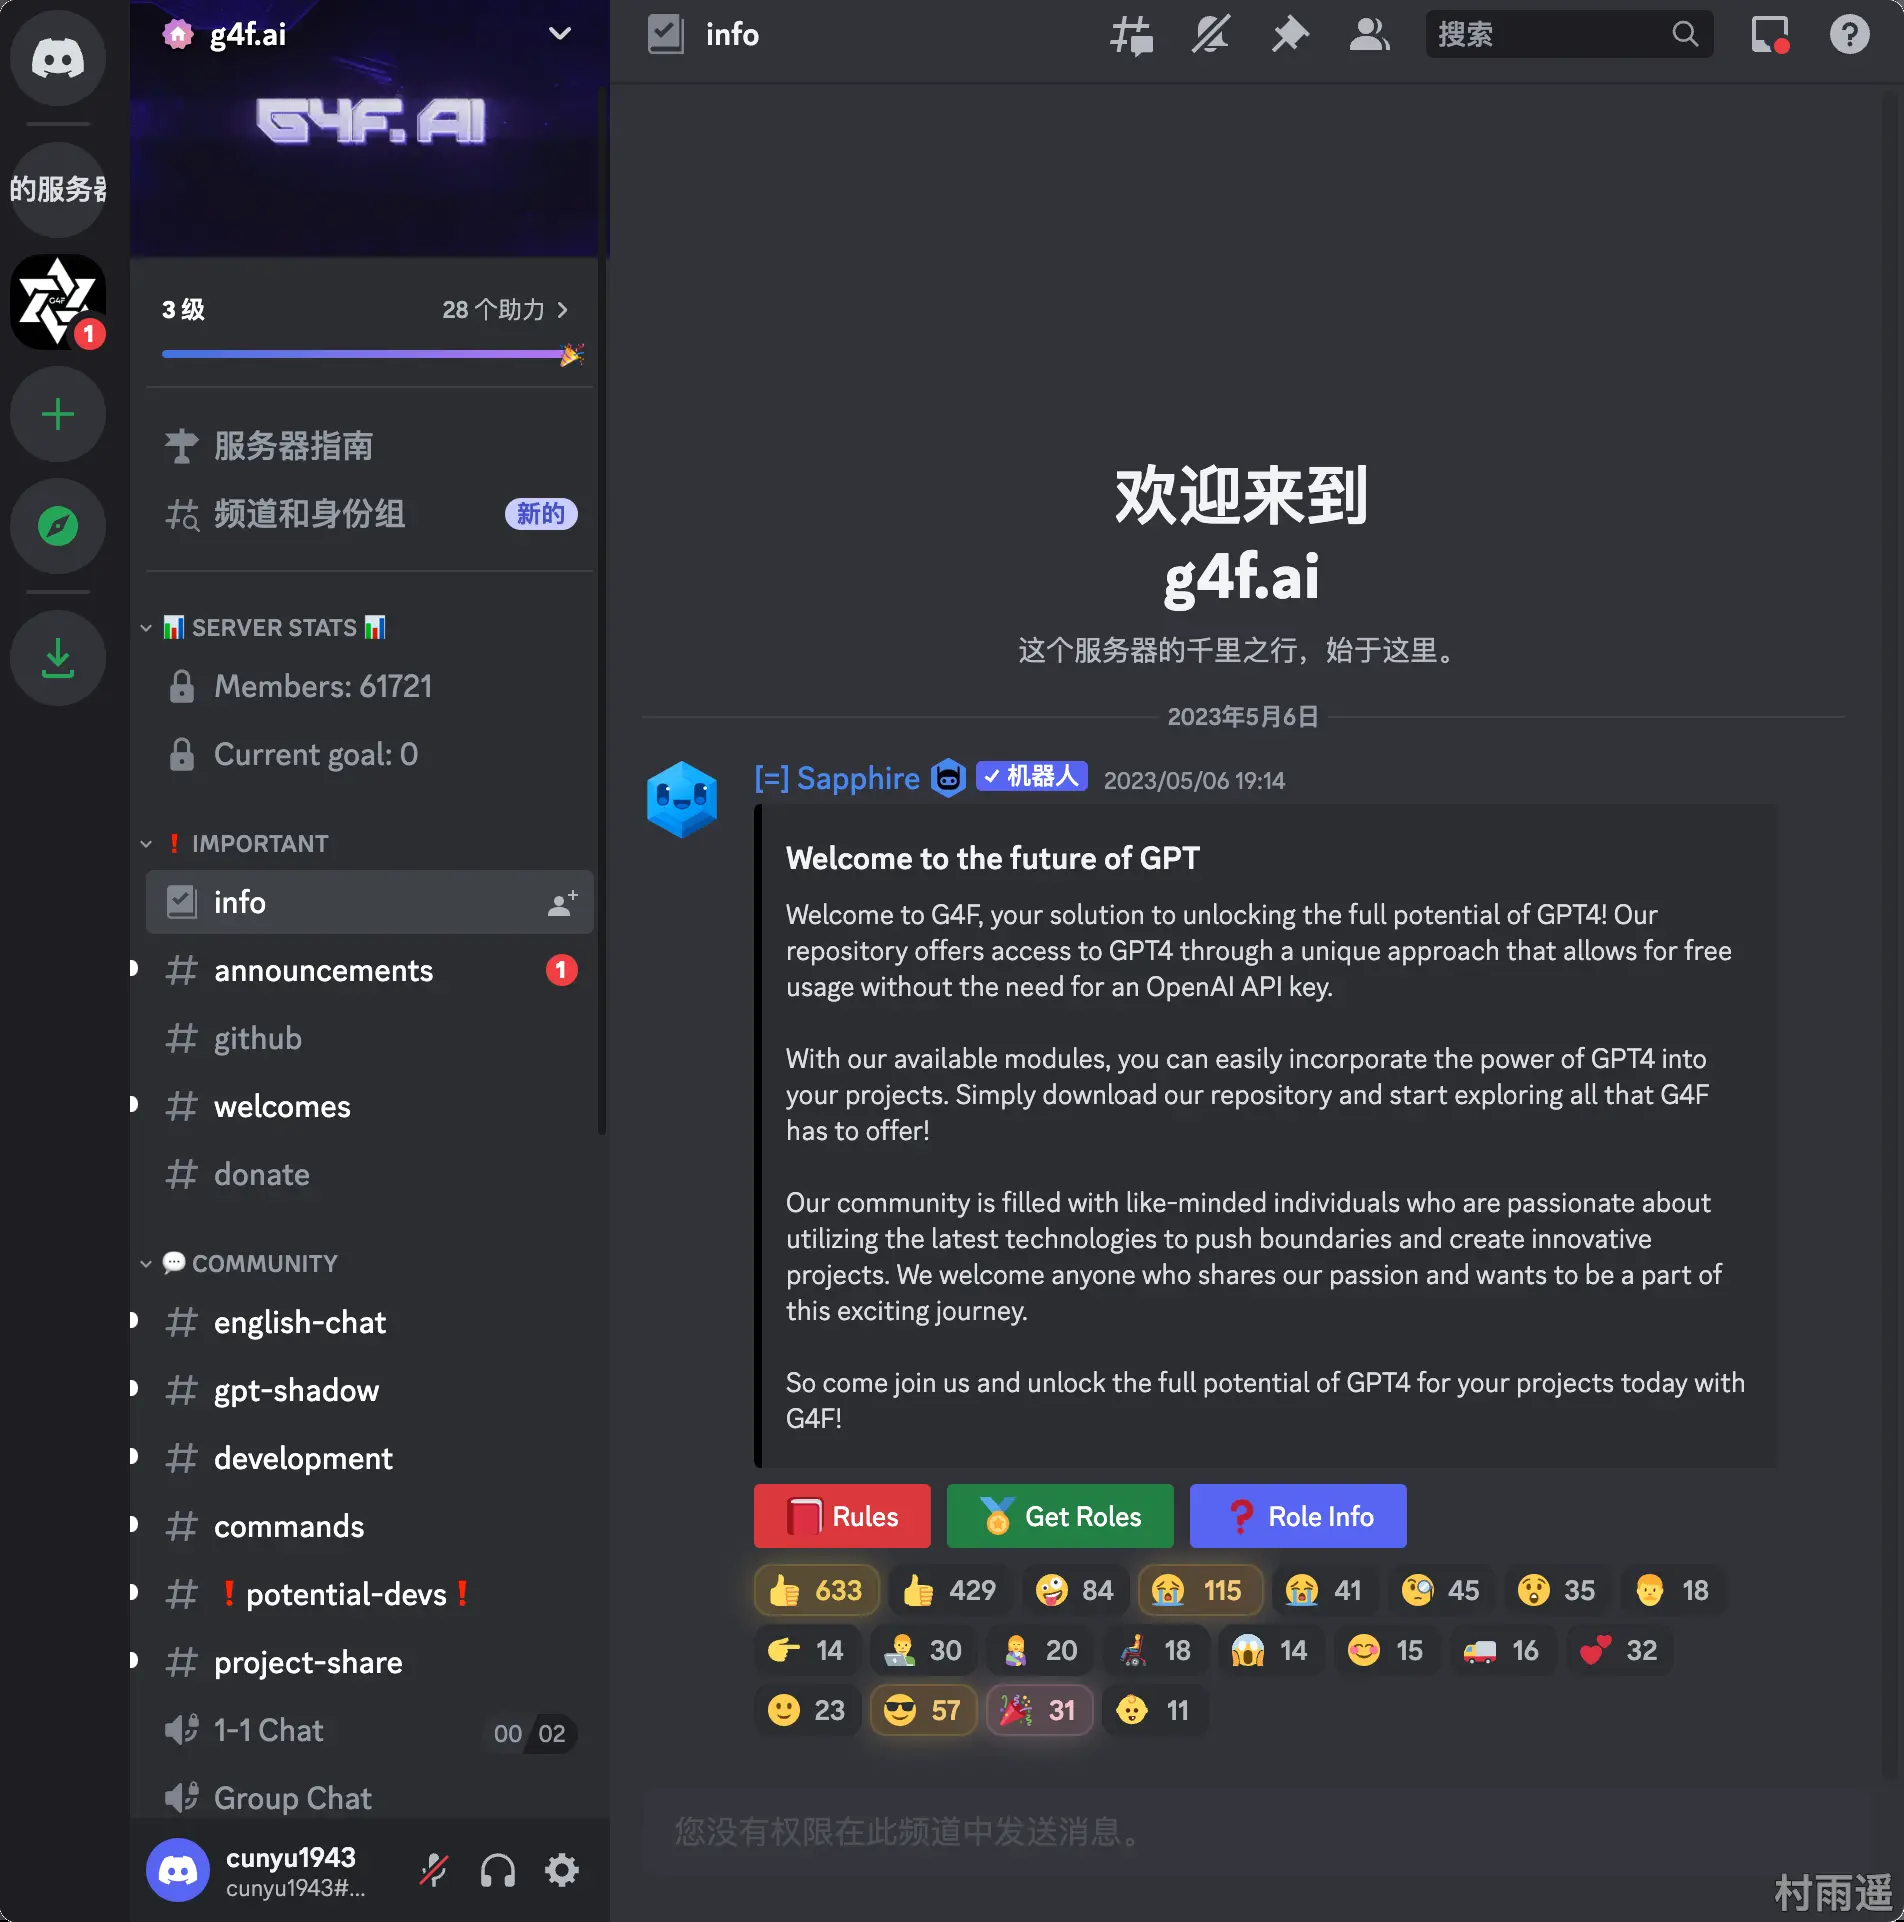 g4f.ai
G4F.AI
的服务器
G4F
1
3 级
28 个助力
服务器指南
频道和身份组
新的
SERVER STATS
Members: 61721
Current goal: 0
IMPORTANT
info
announcements
1
github
welcomes
donate
COMMUNITY
english-chat
gpt-shadow
development
commands
❗potential-devs❗
project-share
1-1 Chat
00 02
Group Chat
cunyu1943
cunyu1943#...
info
搜索
欢迎来到
g4f.ai
这个服务器的千里之行，始于这里。
2023年5月6日
[=] Sapphire
机器人
2023/05/06 19:14
Welcome to the future of GPT
Welcome to G4F, your solution to unlocking the full potential of GPT4! Our
repository offers access to GPT4 through a unique approach that allows for free
usage without the need for an OpenAI API key.
With our available modules, you can easily incorporate the power of GPT4 into
your projects. Simply download our repository and start exploring all that G4F
has to offer!
Our community is filled with like-minded individuals who are passionate about
utilizing the latest technologies to push boundaries and create innovative
projects. We welcome anyone who shares our passion and wants to be a part of
this exciting journey.
So come join us and unlock the full potential of GPT4 for your projects today with
G4F!
Rules
Get Roles
Role Info
633 429 84 115 41 45 35 18
14 30 20 18 14 15 16 32
23 57 31 11
您没有权限在此频道中发送消息。
村雨遥